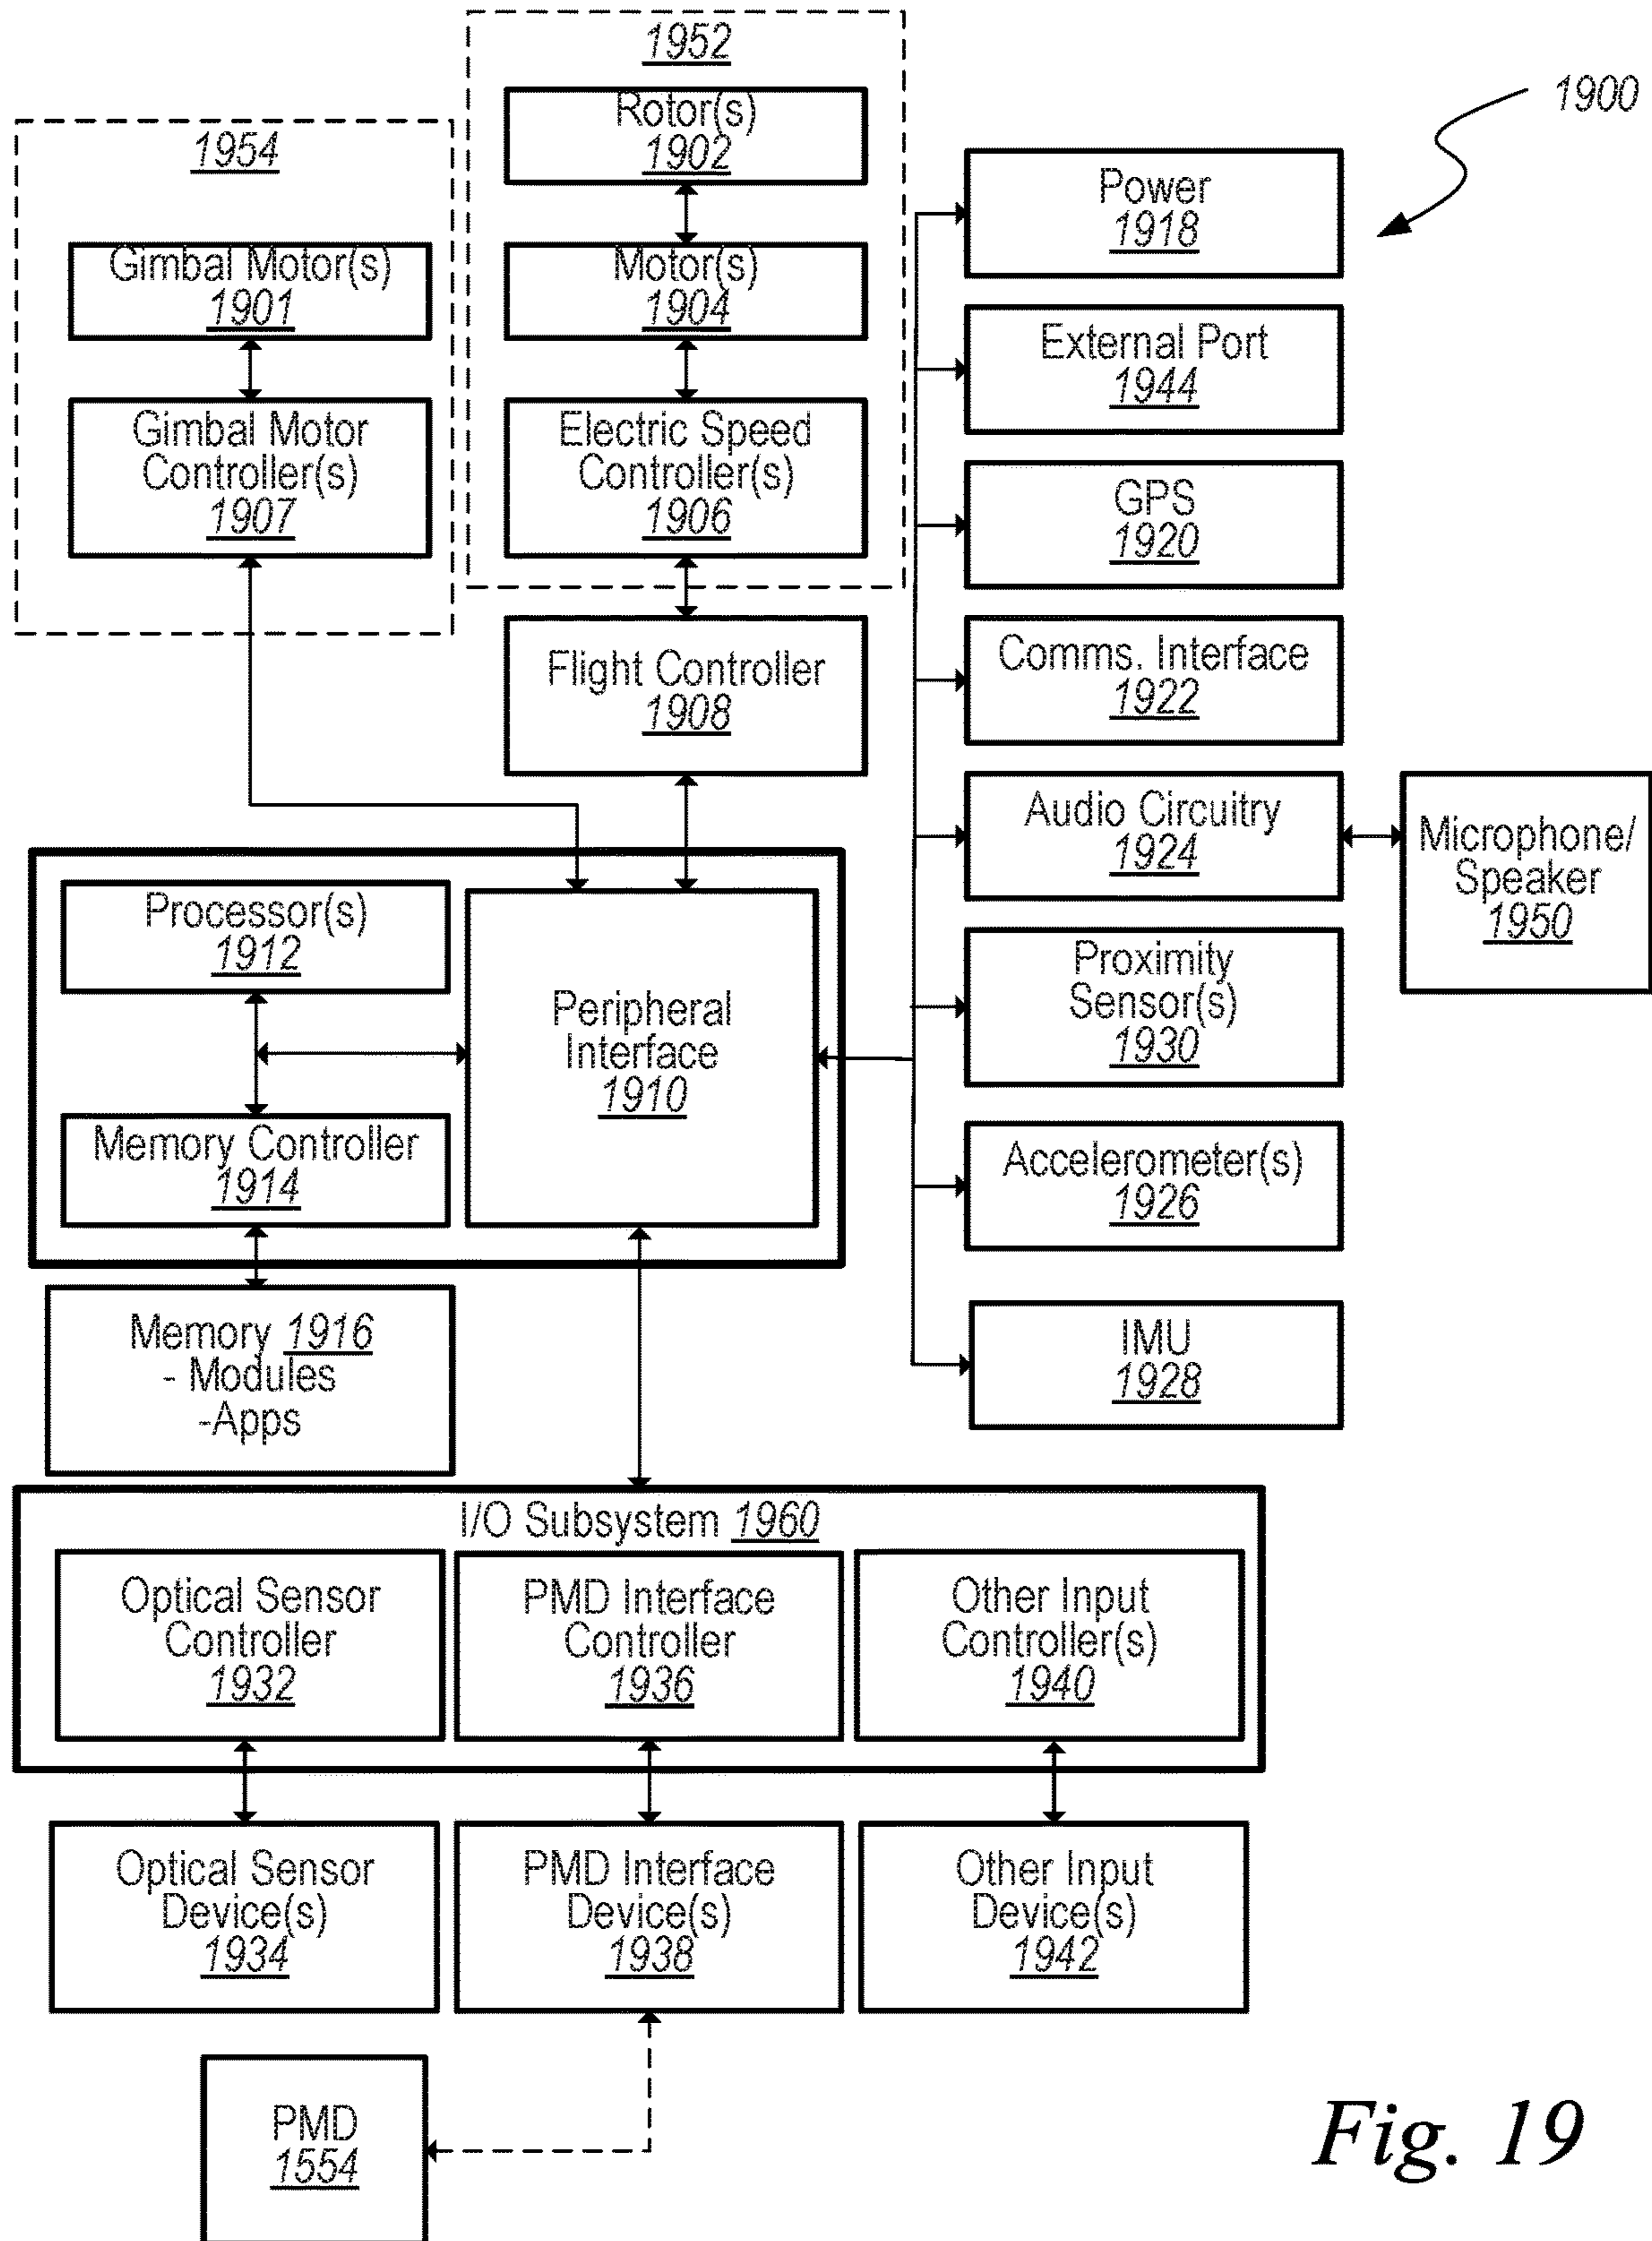 1952
Rotor(s)
1902
1900
1954
Power
1918
Gimbal Motor(s)
1901
Motor(s)
1904
External Port
1944
Gimbal Motor
Controller(s)
1907
Electric Speed
Controller(s)
1906
GPS
1920
Flight Controller
1908
Comms. Interface
1922
Audio Circuitry
1924
Microphone/
Speaker
1950
Processor(s)
1912
Peripheral
Interface
1910
Proximity
Sensor(s)
1930
Memory Controller
1914
Accelerometer(s)
1926
Memory 1916
- Modules
-Apps
IMU
1928
I/O Subsystem 1960
Optical Sensor
Controller
1932
PMD Interface
Controller
1936
Other Input
Controller(s)
1940
Optical Sensor
Device(s)
1934
PMD Interface
Device(s)
1938
Other Input
Device(s)
1942
PMD
1554
Fig. 19